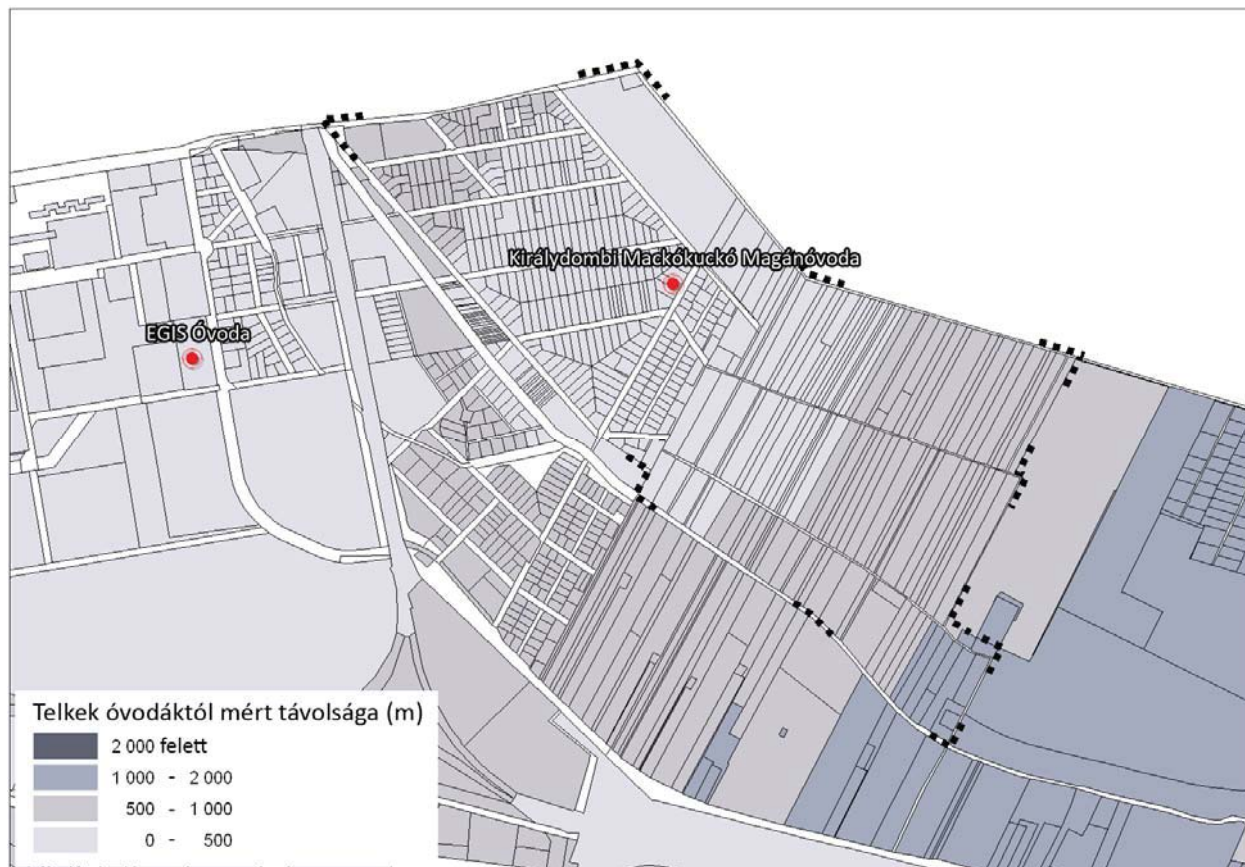 Királydombi Mackókuckó Magánóvoda
EGIS Óvoda
Telkek óvodáktól mért távolsága (m)
2 000 felett
1 000 - 2 000
500 - 1 000
0 - 500